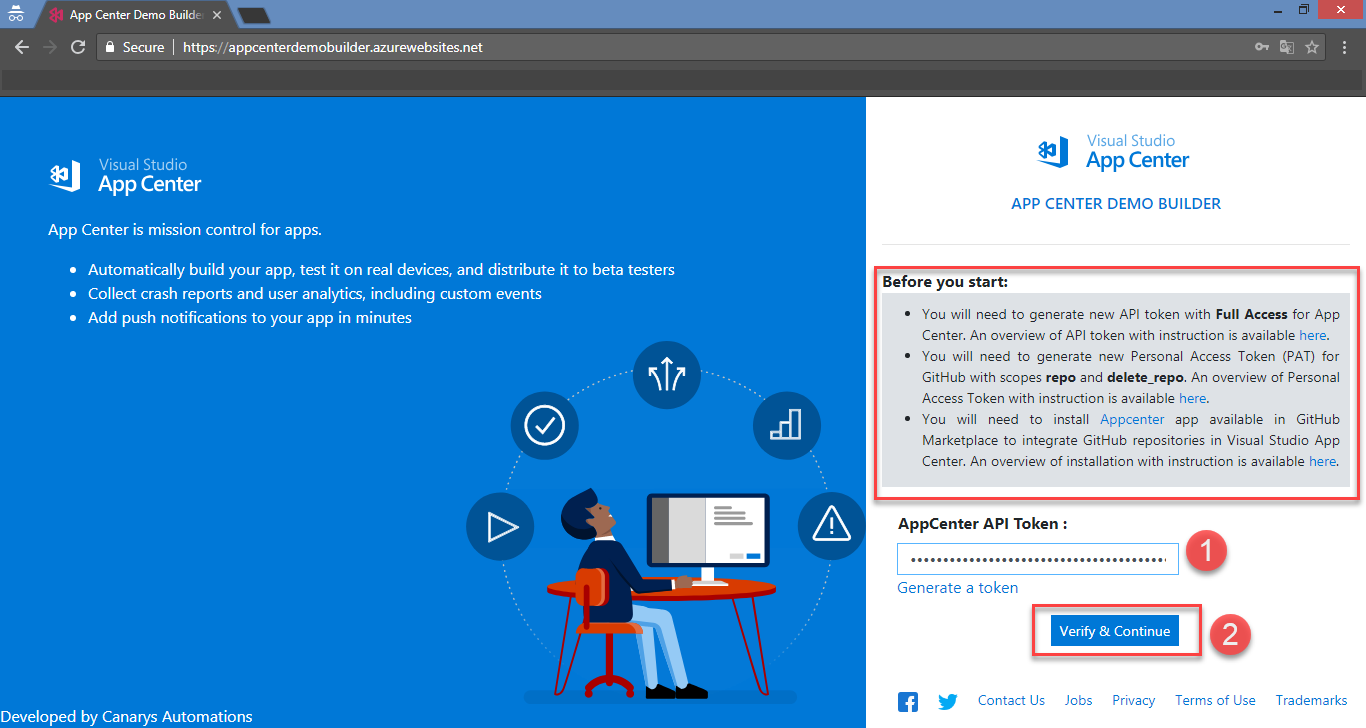 App Center Demo Builde
Secure
https://appcenterdemobuilder.azurewebsites.net
Visual Studio
App Center
App Center is mission control for apps.
Automatically build your app, test it on real devices, and distribute it to beta testers
Collect crash reports and user analytics, including custom events
Add push notifications to your app in minutes
Developed by Canarys Automations
Visual Studio
App Center
APP CENTER DEMO BUILDER
Before you start:
You will need to generate new API token with Full Access for App
Center. An overview of API token with instruction is available here.
You will need to generate new Personal Access Token (PAT) for
GitHub with scopes repo and delete_repo. An overview of Personal
Access Token with instruction is available here.
You will need to install Appcenter app available in GitHub
Marketplace to integrate GitHub repositories in Visual Studio App
Center. An overview of installation with instruction is available here.
AppCenter API Token :
1
Generate a token
Verify & Continue
2
Contact Us Jobs Privacy Terms of Use Trademarks